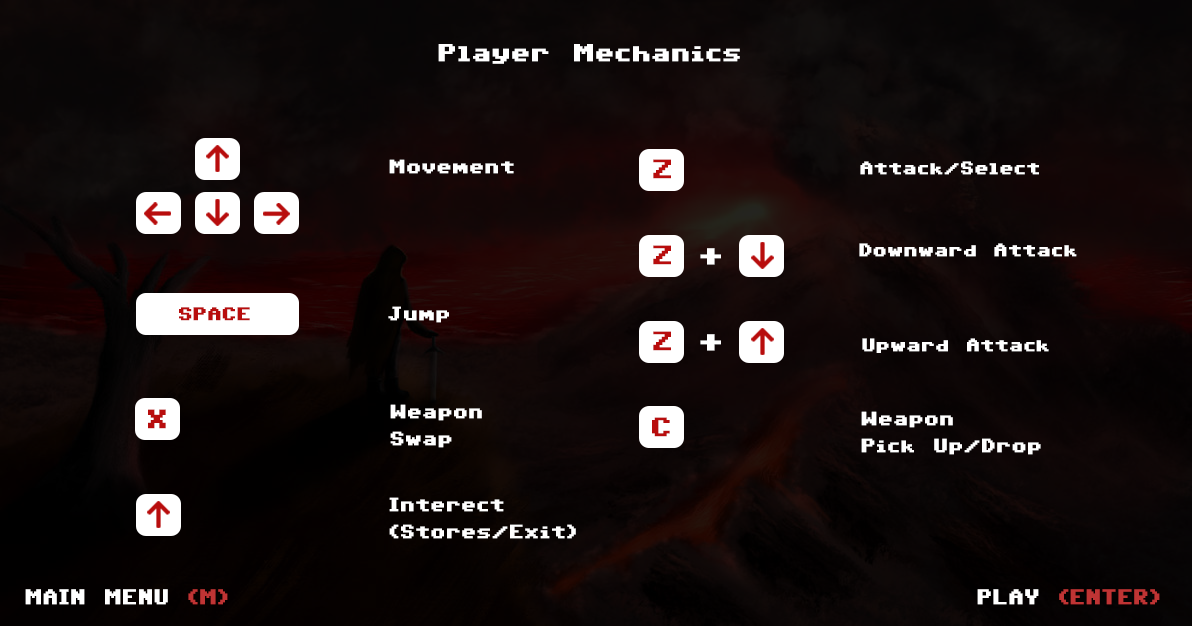 Player Mechanics
↑
← ↓ →
Movement
SPACE
Jump
X
Weapon
Swap
↑
Interect
(Stores/Exit)
Z
Attack/Select
Z + ↓
Downward Attack
Z + ↑
Upward Attack
C
Weapon
Pick Up/Drop
MAIN MENU (M)
PLAY (ENTER)